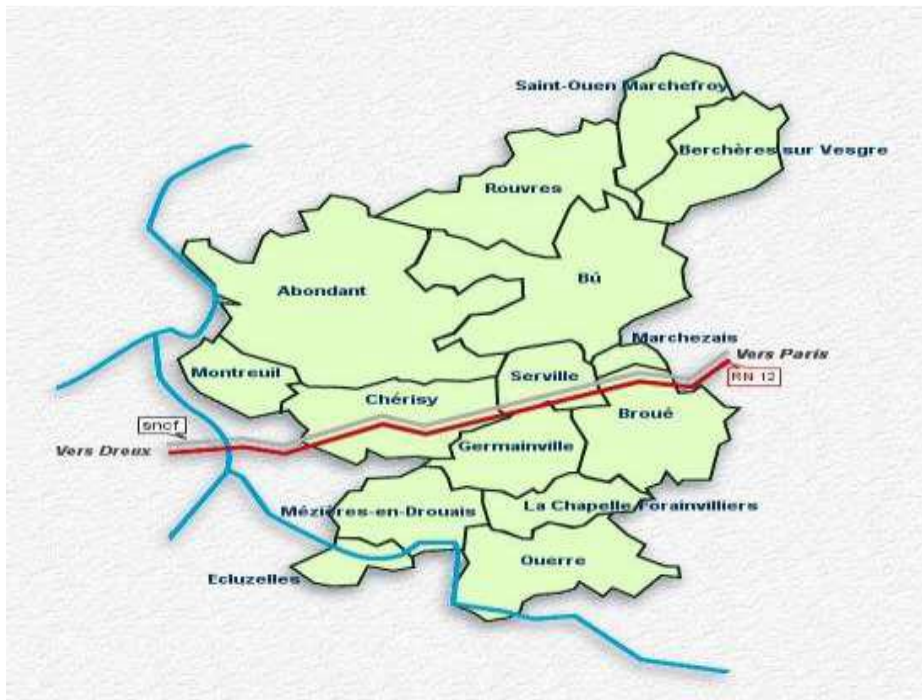 Saint-Ouen Marchefroy
Berchères sur Vesgre
Rouvres
Abondant
Bû
Marchezais
Vers Paris
RN 12
Montreuil
Serville
Chérisy
Broué
sncf
Vers Dreux
Germainville
Mézières-en-Drouais
La Chapelle Forainvilliers
Ouerre
Ecluzelles